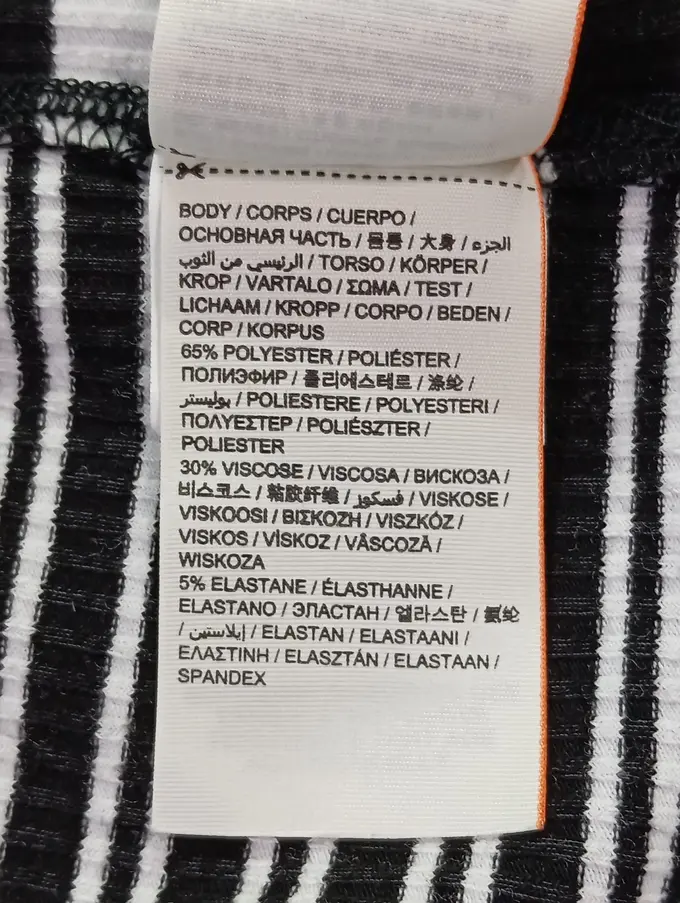 BODY / CORPS / CUERPO /
ОСНОВНАЯ ЧАСТЬ / 몸통 / 大身 / الجزء
الرئيسي من الثوب / TORSO / KÖRPER /
KROP / VARTALO / ΣΩΜΑ / TEST /
LICHAAM / KROPP / CORPO / BEDEN /
CORP / KORPUS
65% POLYESTER / POLIÉSTER /
ПОЛИЭФИР / 폴리에스테르 / 涤纶 /
بوليستر / POLIESTERE / POLYESTERI /
ΠΟΛΥΕΣΤΕΡ / POLIÉSZTER /
POLIESTER
30% VISCOSE / VISCOSA / ВИСКОЗА /
비스코스 / 粘胶纤维 / فسكوز / VISKOSE /
VISKOOSI / ΒΙΣΚΟΖΗ / VISZKÓZ /
VISKOS / VİSKOZ / VÂSCOZĂ /
WISKOZA
5% ELASTANE / ÉLASTHANNE /
ELASTANO / ЭЛАСТАН / 엘라스탄 / 氨纶
/ إيلاستين / ELASTAN / ELASTAANI /
ΕΛΑΣΤΙΝΗ / ELASZTÁN / ELASTAAN /
SPANDEX